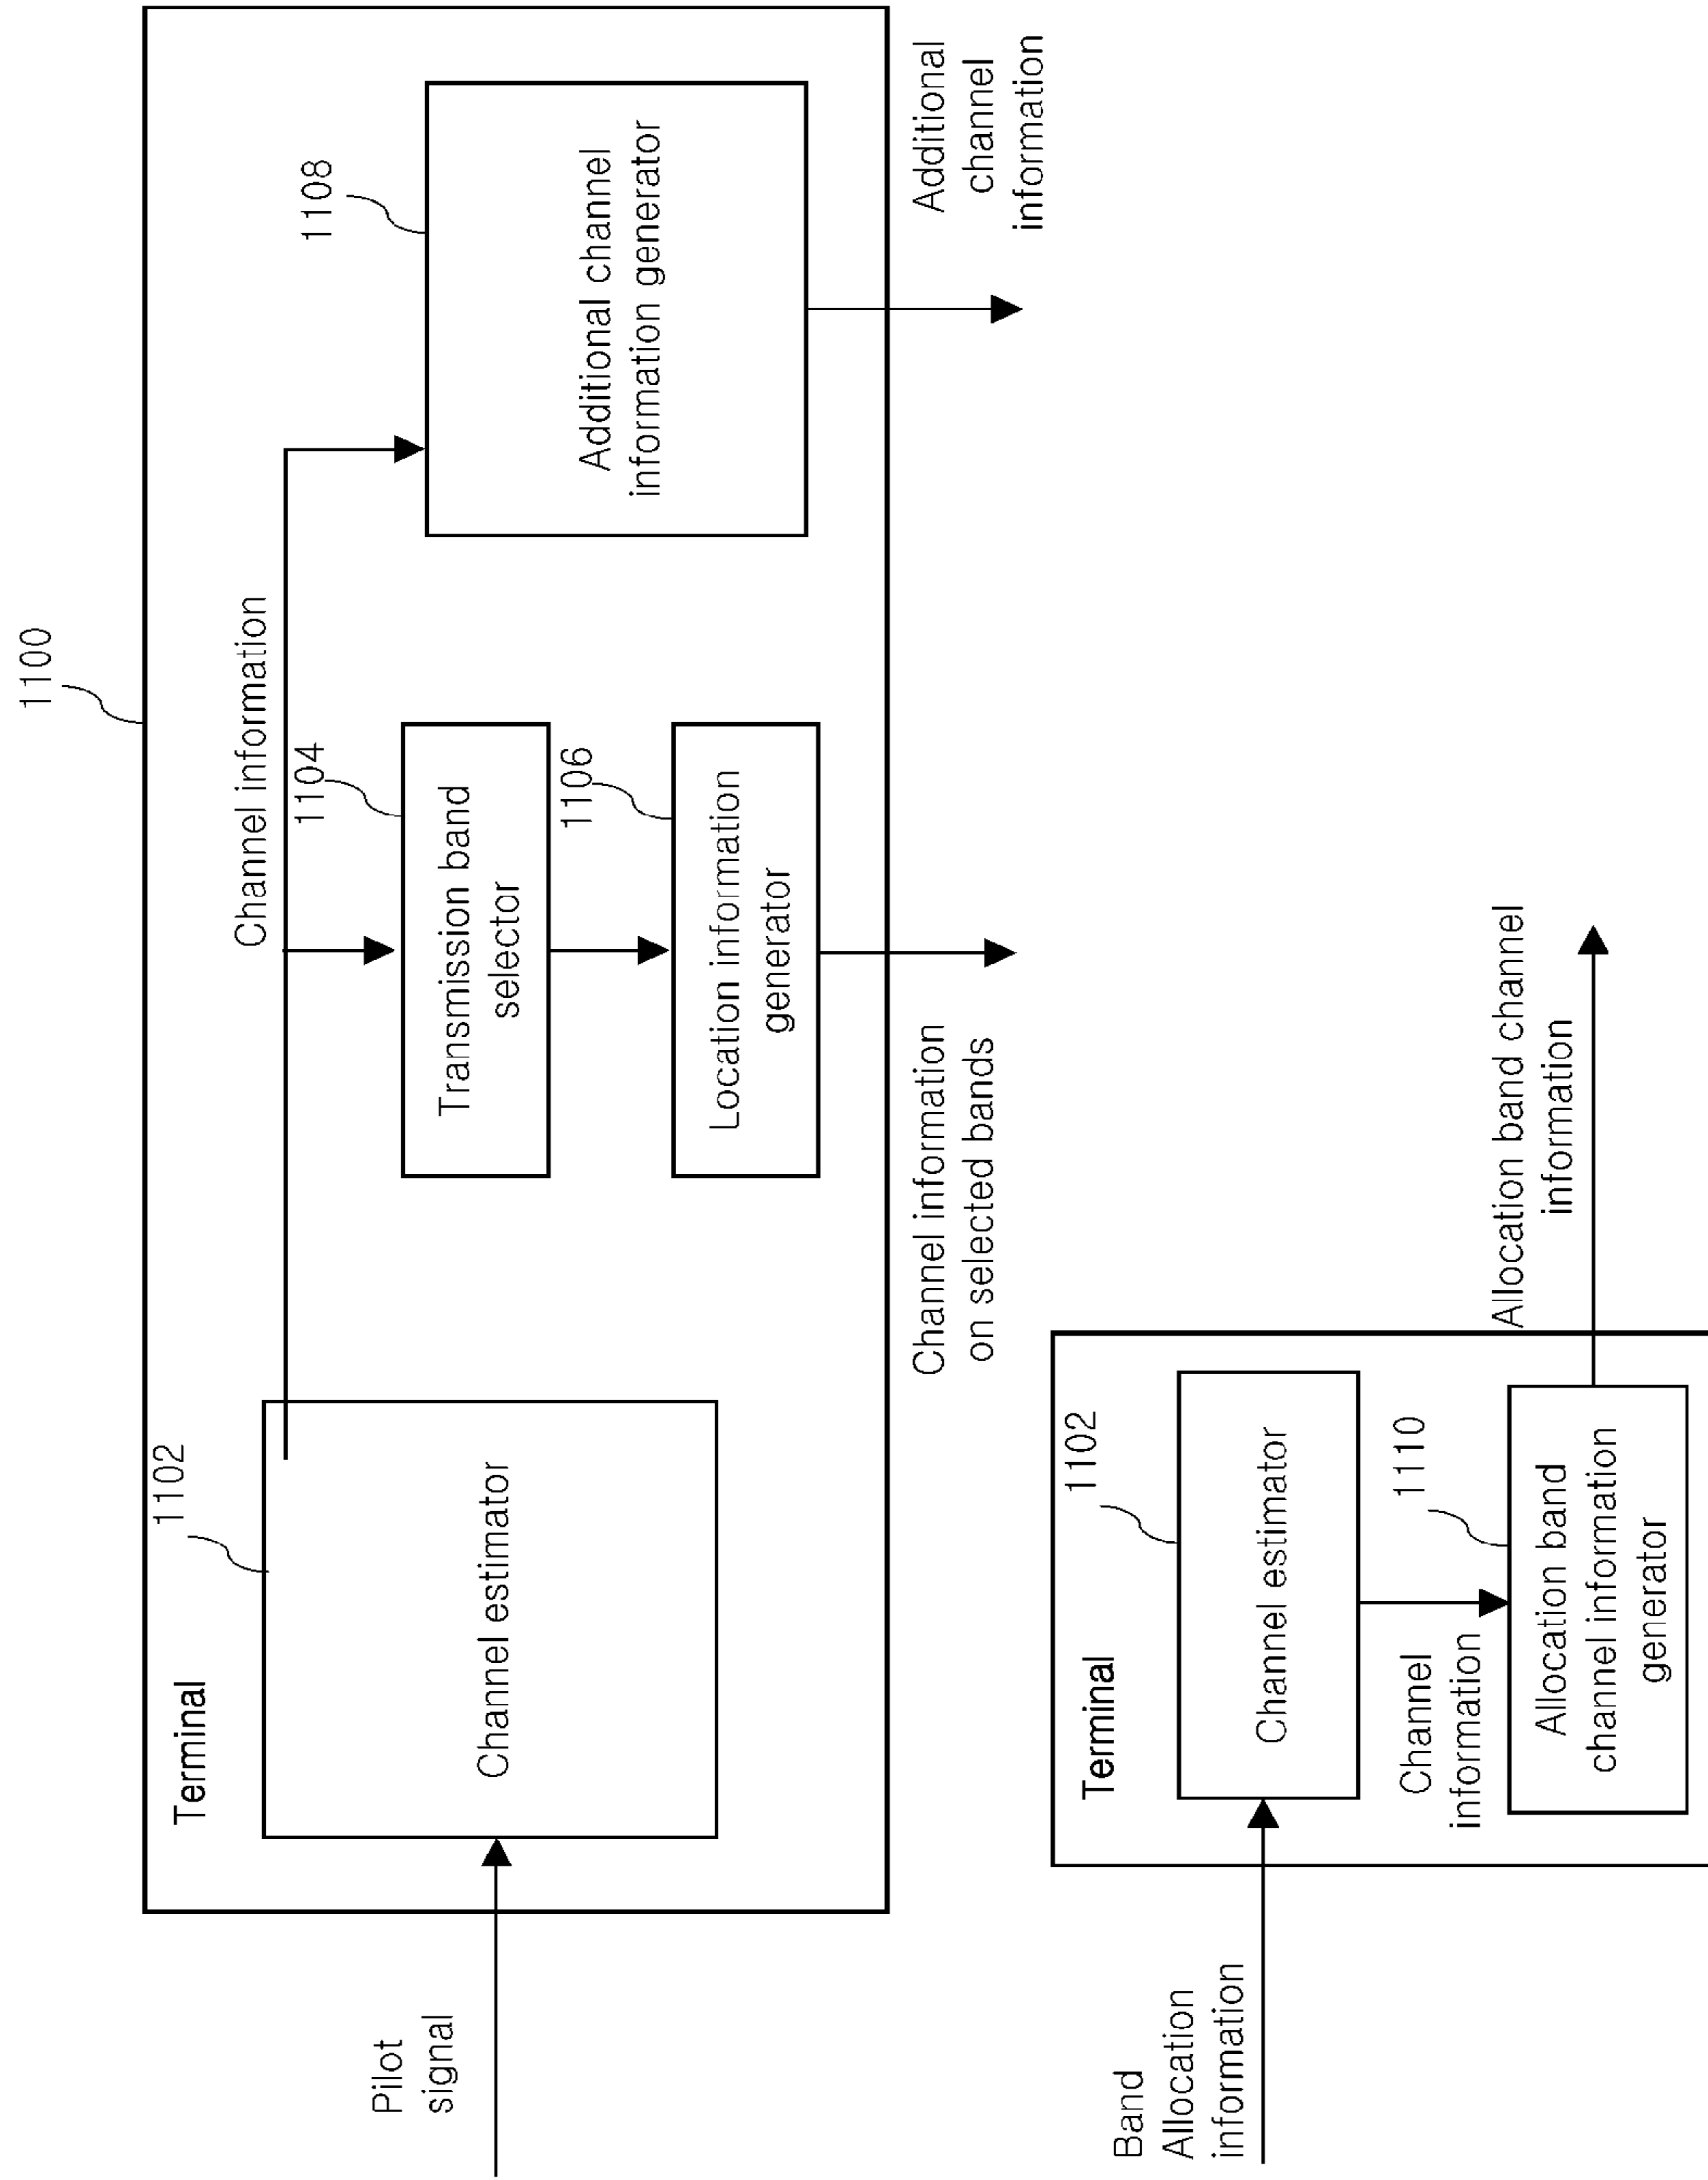 1100
Terminal
1102
Channel estimator
Pilot
signal
Channel information
1104
Transmission band
selector
1106
Location information
generator
1108
Additional channel
information generator
Channel information
on selected bands
Additional
channel
information
Terminal
1102
Channel estimator
Band
Allocation
information
Channel
information
1110
Allocation band
channel information
generator
Allocation band channel
information